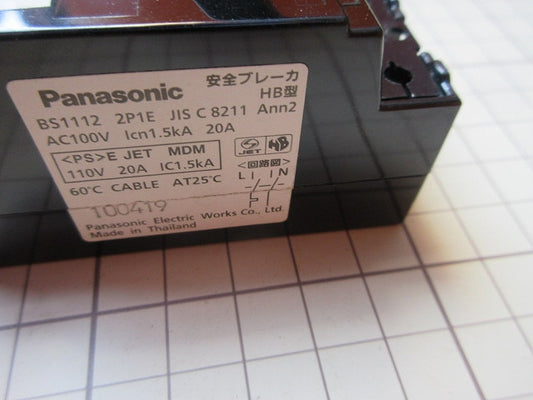 Panasonic 安全ブレーカ
HB型
BS1112 2P1E JIS C 8211 Ann2
AC100V Icn1.5kA 20A
<PS>E JET MDM
110V 20A IC1.5kA
JET HB
60℃ CABLE AT25℃
<回路図>
L N
100419
Panasonic Electric Works Co., Ltd.
Made in Thailand